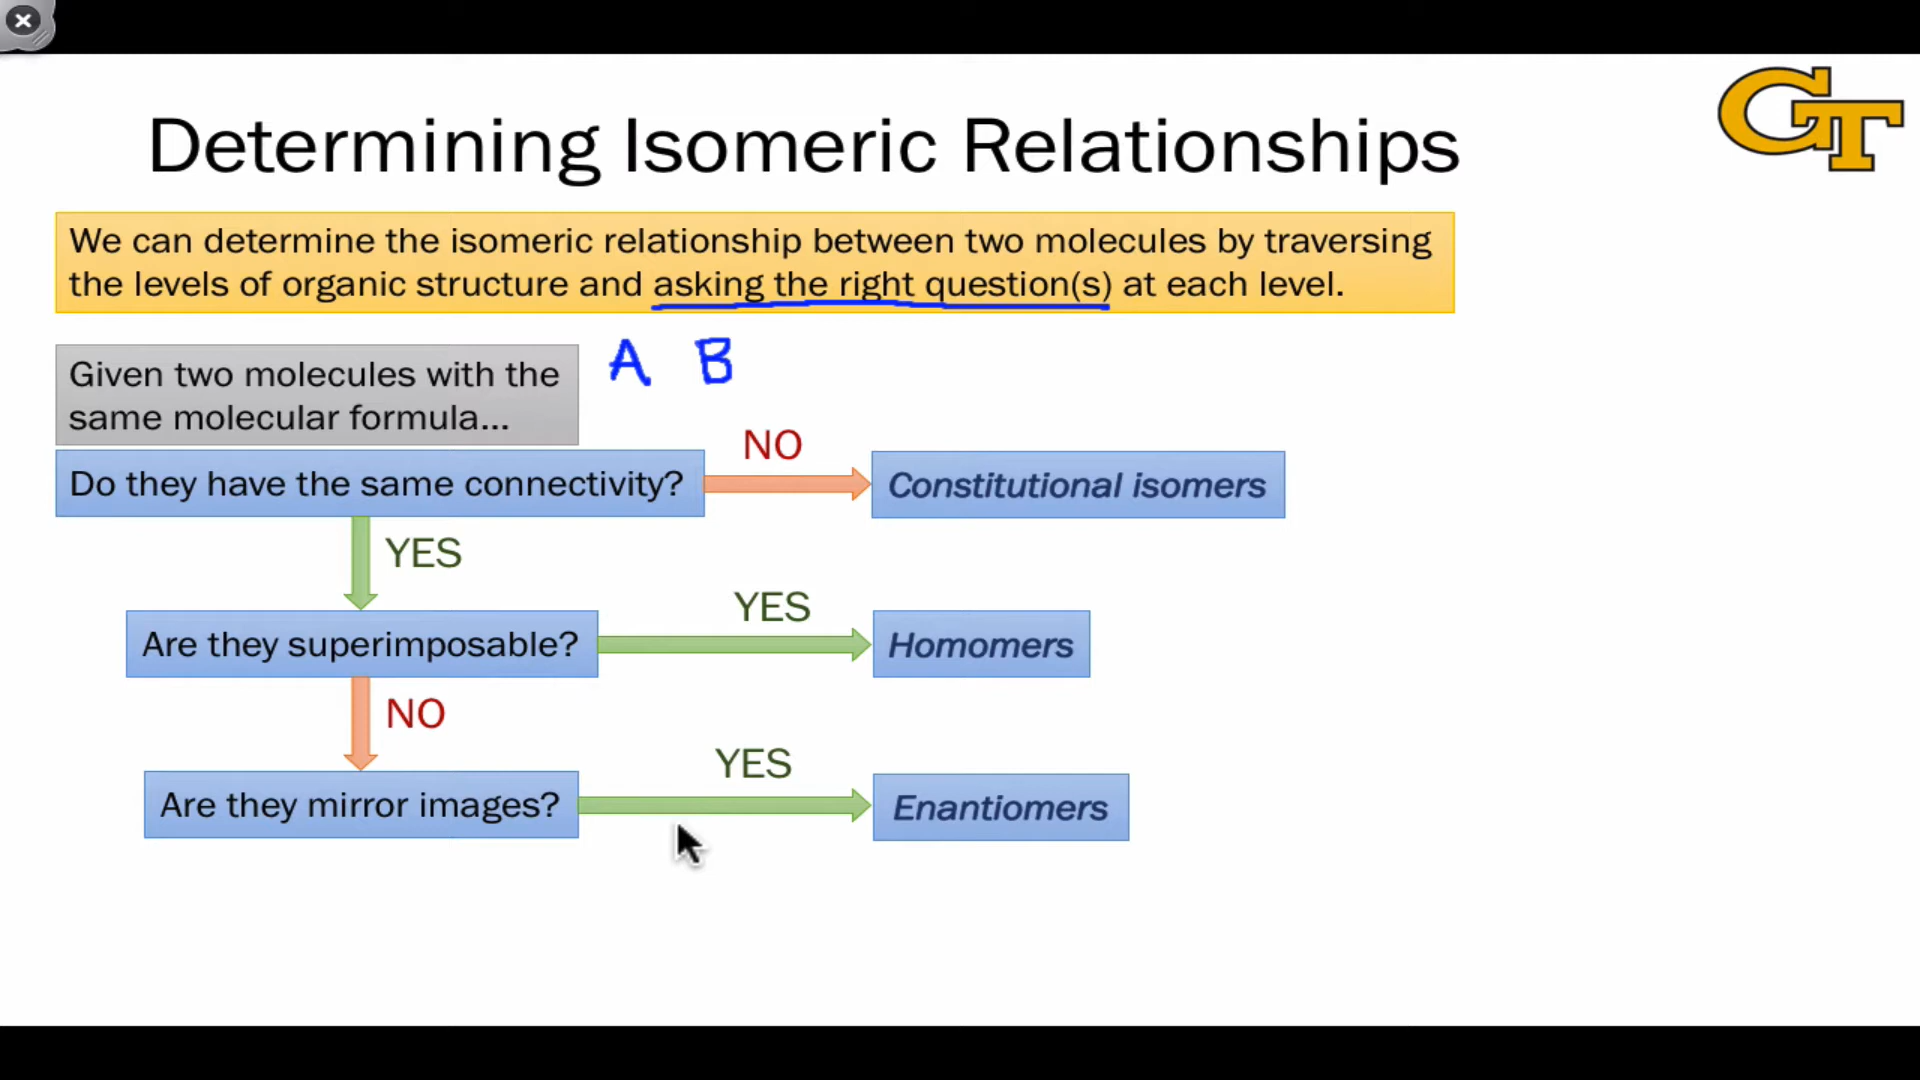 GT
Determining Isomeric Relationships
We can determine the isomeric relationship between two molecules by traversing
the levels of organic structure and asking the right question(s) at each level.
Given two molecules with the
same molecular formula...
A B
Do they have the same connectivity?
NO
Constitutional isomers
YES
Are they superimposable?
YES
Homomers
NO
Are they mirror images?
YES
Enantiomers